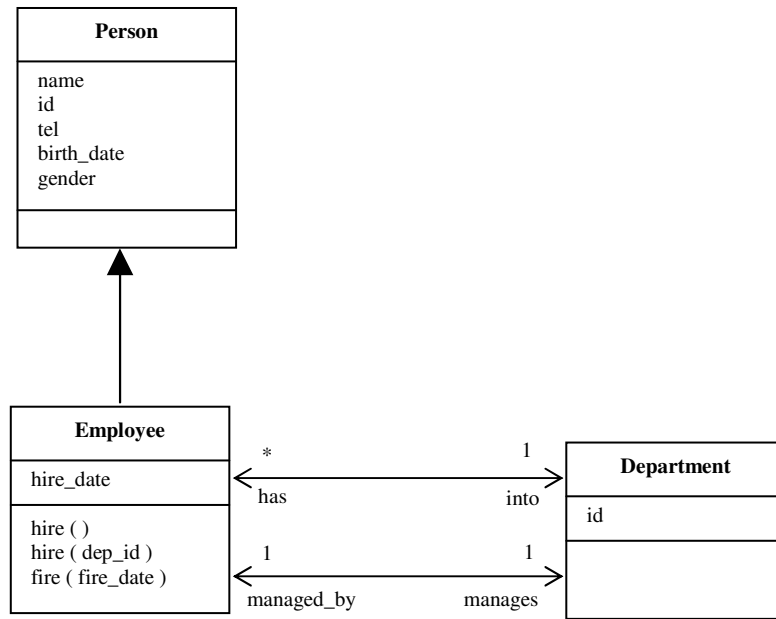 Person
name
id
tel
birth_date
gender
Employee
hire_date
hire ( )
hire ( dep_id )
fire ( fire_date )
* 1
has into
1 1
managed_by manages
Department
id